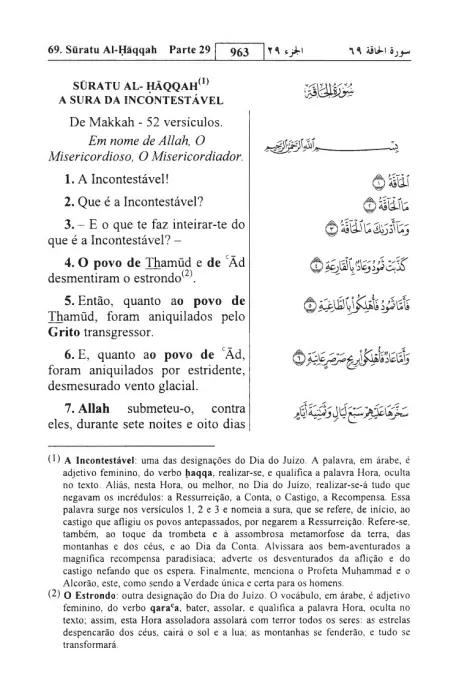 69. Sūratu Al-Ḥāqqah Parte 29 963 الجزء ٢٩ سورة الحاقة ٦٩
SŪRATU AL- ḤĀQQAH(1)
A SURA DA INCONTESTÁVEL
سُورَةُ الحَاقَّةِ
De Makkah - 52 versículos.
Em nome de Allah, O
Misericordioso, O Misericordiador.
بِسْمِ اللَّهِ الرَّحْمَٰنِ الرَّحِيمِ
1. A Incontestável!
ٱلْحَآقَّةُ ١
2. Que é a Incontestável?
مَا ٱلْحَآقَّةُ ٢
3. – E o que te faz inteirar-te do
que é a Incontestável? –
وَمَآ أَدْرَىٰكَ مَا ٱلْحَآقَّةُ ٣
4. O povo de Thamūd e de ʿĀd
desmentiram o estrondo(2).
كَذَّبَتْ ثَمُودُ وَعَادٌۢ بِٱلْقَارِعَةِ ٤
5. Então, quanto ao povo de
Thamūd, foram aniquilados pelo
Grito transgressor.
فَأَمَّا ثَمُودُ فَأُهْلِكُوا۟ بِٱلطَّاغِيَةِ ٥
6. E, quanto ao povo de ʿĀd,
foram aniquilados por estridente,
desmesurado vento glacial.
وَأَمَّا عَادٌ فَأُهْلِكُوا۟ بِرِيحٍ صَرْصَرٍ عَاتِيَةٍ ٦
7. Allah submeteu-o, contra
eles, durante sete noites e oito dias
سَخَّرَهَا عَلَيْهِمْ سَبْعَ لَيَالٍ وَثَمَٰنِيَةَ أَيَّامٍ
(1) A Incontestável: uma das designações do Dia do Juízo. A palavra, em árabe, é
adjetivo feminino, do verbo ḥaqqa, realizar-se, e qualifica a palavra Hora, oculta
no texto. Aliás, nesta Hora, ou melhor, no Dia do Juízo, realizar-se-á tudo que
negavam os incrédulos: a Ressurreição, a Conta, o Castigo, a Recompensa. Essa
palavra surge nos versículos 1, 2 e 3 e nomeia a sura, que se refere, de início, ao
castigo que afligiu os povos antepassados, por negarem a Ressurreição. Refere-se,
também, ao toque da trombeta e à assombrosa metamorfose da terra, das
montanhas e dos céus, e ao Dia da Conta. Alvissara aos bem-aventurados a
magnífica recompensa paradisíaca; adverte os desventurados da aflição e do
castigo nefando que os espera. Finalmente, menciona o Profeta Muḥammad e o
Alcorão, este, como sendo a Verdade única e certa para os homens.
(2) O Estrondo: outra designação do Dia do Juízo. O vocábulo, em árabe, é adjetivo
feminino, do verbo qaraʿa, bater, assolar, e qualifica a palavra Hora, oculta no
texto; assim, esta Hora assoladora assolará com terror todos os seres: as estrelas
despencarão dos céus, cairá o sol e a lua; as montanhas se fenderão, e tudo se
transformará.